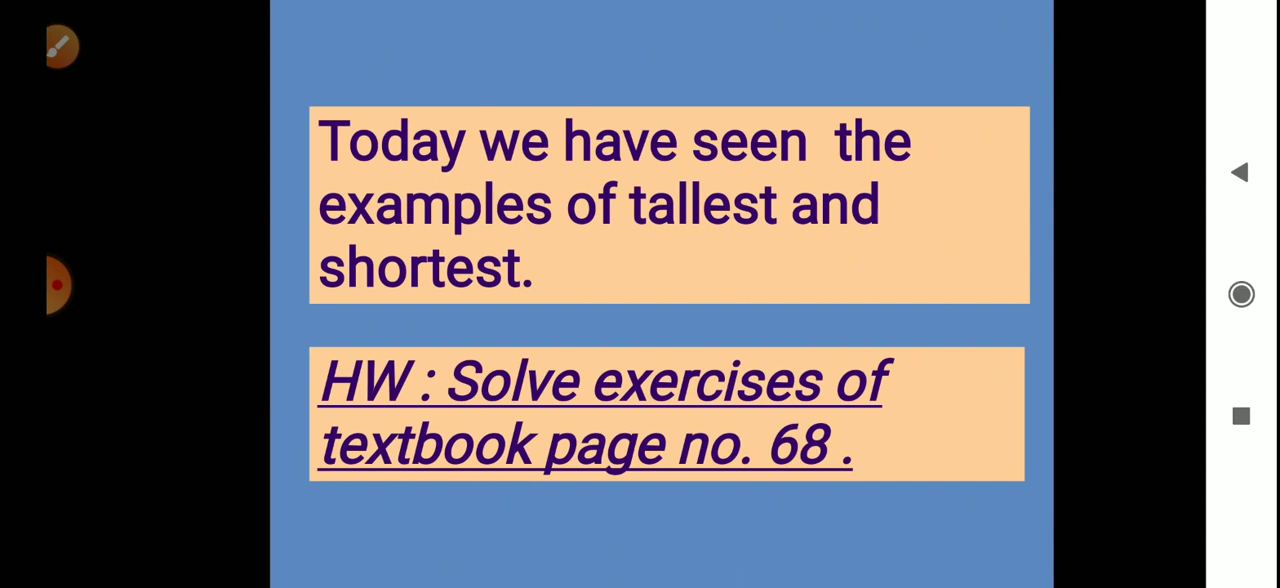 Today we have seen the
examples of tallest and
shortest.
HW : Solve exercises of
textbook page no. 68 .